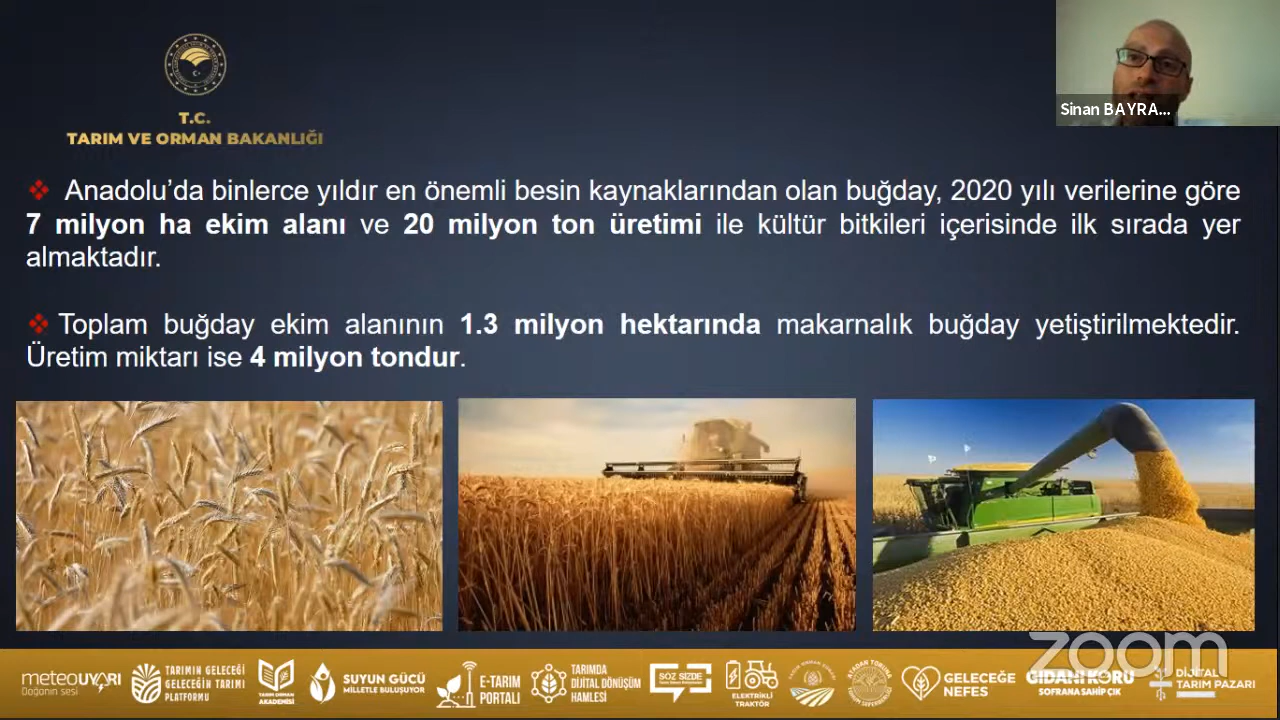 Sinan BAYRA...
T.C.
TARIM VE ORMAN BAKANLIĞI
❖ Anadolu'da binlerce yıldır en önemli besin kaynaklarından olan buğday, 2020 yılı verilerine göre
7 milyon ha ekim alanı ve 20 milyon ton üretimi ile kültür bitkileri içerisinde ilk sırada yer
almaktadır.
❖ Toplam buğday ekim alanının 1.3 milyon hektarında makarnalık buğday yetiştirilmektedir.
Üretim miktarı ise 4 milyon tondur.
zoom
meteoUYARI
Doğanın sesi
TARIMIN GELECEĞİ
GELECEĞİN TARIMI
PLATFORMU
TARIM ORMAN
AKADEMİSİ
SUYUN GÜCÜ
MİLLETLE BULUŞUYOR
E-TARIM
PORTALI
TARIMDA
DİJİTAL DÖNÜŞÜM
HAMLESİ
SÖZ SİZDE
ELEKTRİKLİ
TRAKTÖR
GELECEĞE
NEFES
GIDANI KORU
SOFRANA SAHİP ÇIK
DİJİTAL
TARIM PAZARI